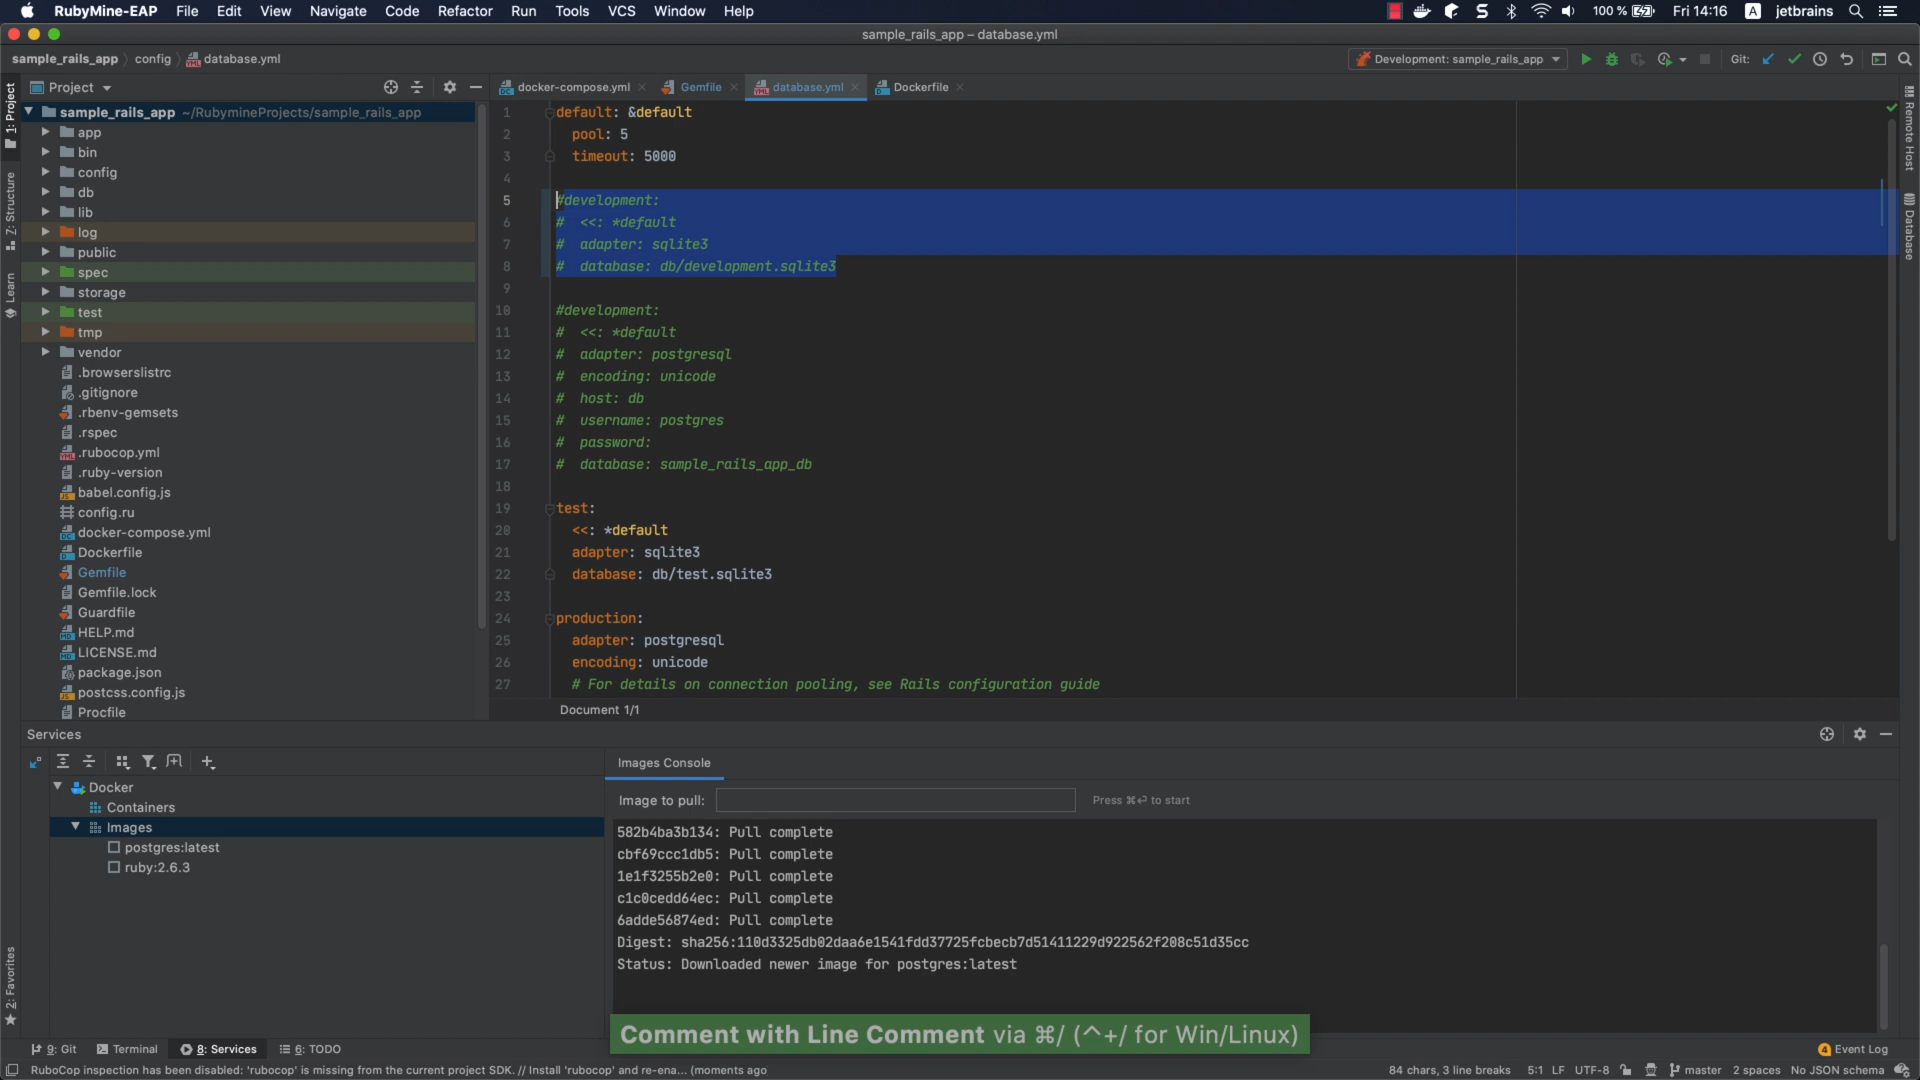 RubyMine-EAP File Edit View Navigate Code Refactor Run Tools VCS Window Help 100 % Fri 14:16 A jetbrains
sample_rails_app – database.yml
sample_rails_app config database.yml Development: sample_rails_app Git:
Project docker-compose.yml Gemfile database.yml Dockerfile
1: Project
Z: Structure
Learn
2: Favorites
Remote Host
Database
sample_rails_app ~/RubymineProjects/sample_rails_app
app
bin
config
db
lib
log
public
spec
storage
test
tmp
vendor
.browserslistrc
.gitignore
.rbenv-gemsets
.rspec
.rubocop.yml
.ruby-version
babel.config.js
config.ru
docker-compose.yml
Dockerfile
Gemfile
Gemfile.lock
Guardfile
HELP.md
LICENSE.md
package.json
postcss.config.js
Procfile
1 default: &default
2 pool: 5
3 timeout: 5000
4
5 #development:
6 # <<: *default
7 # adapter: sqlite3
8 # database: db/development.sqlite3
9
10 #development:
11 # <<: *default
12 # adapter: postgresql
13 # encoding: unicode
14 # host: db
15 # username: postgres
16 # password:
17 # database: sample_rails_app_db
18
19 test:
20 <<: *default
21 adapter: sqlite3
22 database: db/test.sqlite3
23
24 production:
25 adapter: postgresql
26 encoding: unicode
27 # For details on connection pooling, see Rails configuration guide
Document 1/1
Services
Docker
Containers
Images
postgres:latest
ruby:2.6.3
Images Console
Image to pull: Press ⌘⏎ to start
582b4ba3b134: Pull complete
cbf69ccc1db5: Pull complete
1e1f3255b2e0: Pull complete
c1c0cedd64ec: Pull complete
6adde56874ed: Pull complete
Digest: sha256:110d3325db02daa6e1541fdd37725fcbecb7d51411229d922562f208c51d35cc
Status: Downloaded newer image for postgres:latest
Comment with Line Comment via ⌘/ (^+/ for Win/Linux)
9: Git Terminal 8: Services 6: TODO 4 Event Log
RuboCop inspection has been disabled: 'rubocop' is missing from the current project SDK. // Install 'rubocop' and re-ena... (moments ago 84 chars, 3 line breaks 5:1 LF UTF-8 master 2 spaces No JSON schema